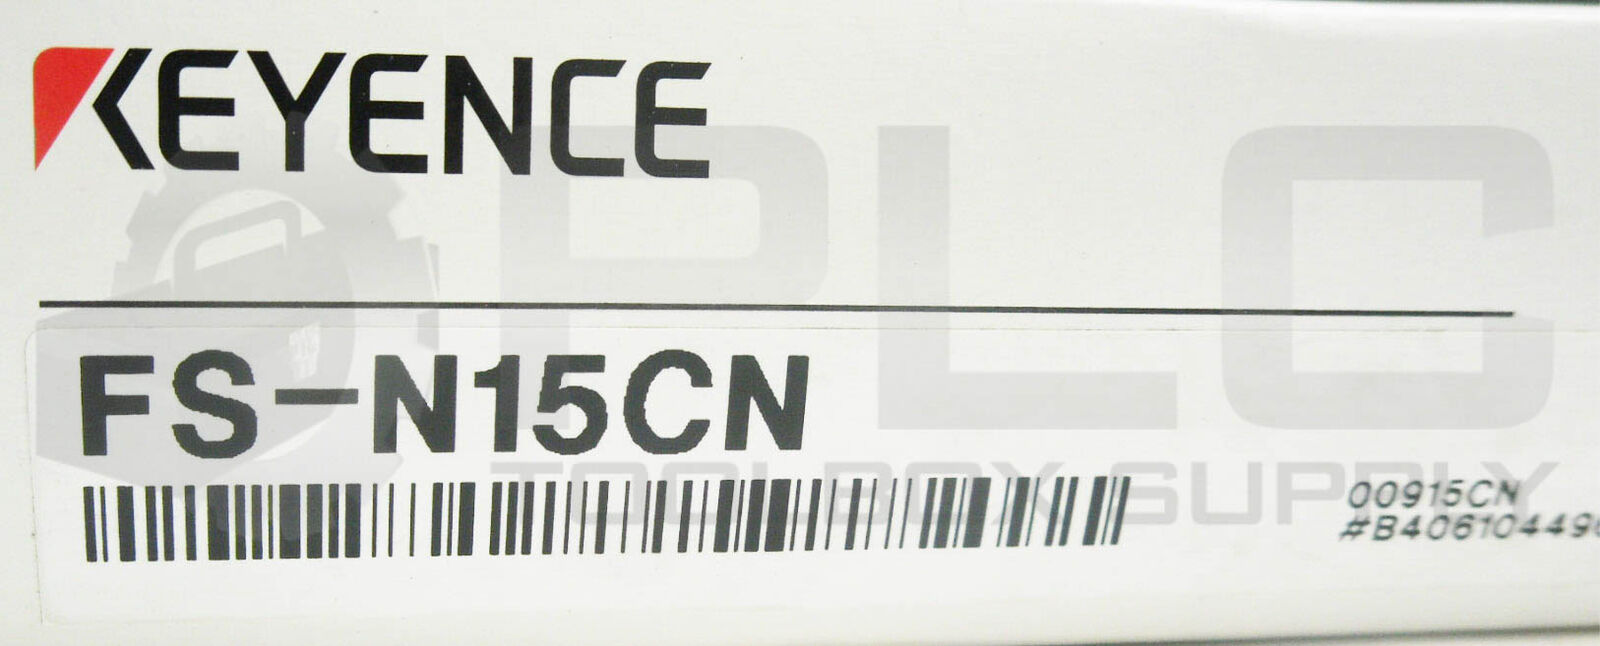 KEYENCE
PLC
FS-N15CN
TOOLBOX SUPPLY
00915CN